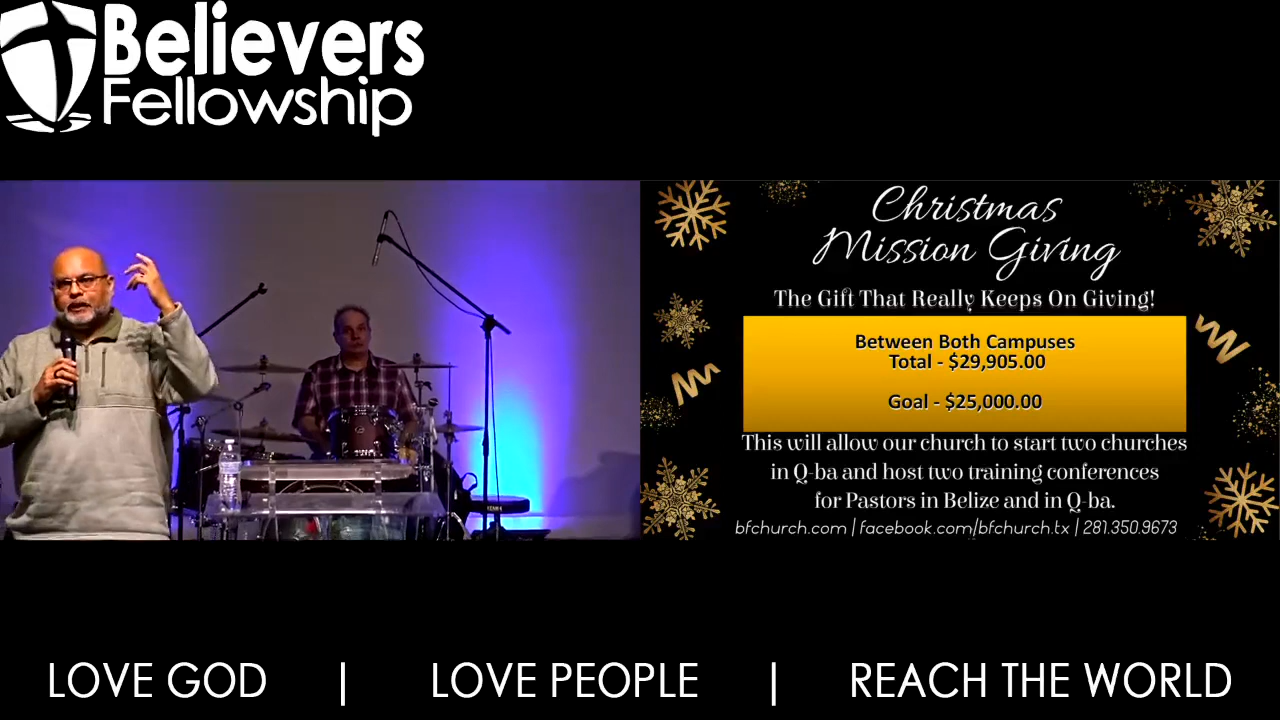 Believers
Fellowship
Christmas
Mission Giving
The Gift That Really Keeps On Giving!
Between Both Campuses
Total - $29,905.00
Goal - $25,000.00
This will allow our church to start two churches
in Q-ba and host two training conferences
for Pastors in Belize and in Q-ba.
bfchurch.com | facebook.com/bfchurch.tx | 281.350.9673
LOVE GOD | LOVE PEOPLE | REACH THE WORLD